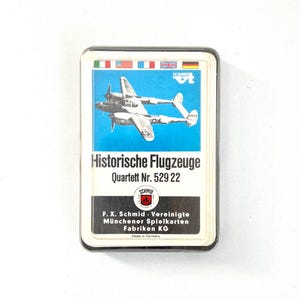 Historische Flugzeuge
Quartett Nr. 529 22
SCHMID
F. X. Schmid · Vereinigte
Münchener Spielkarten
Fabriken KG
Made in Germany